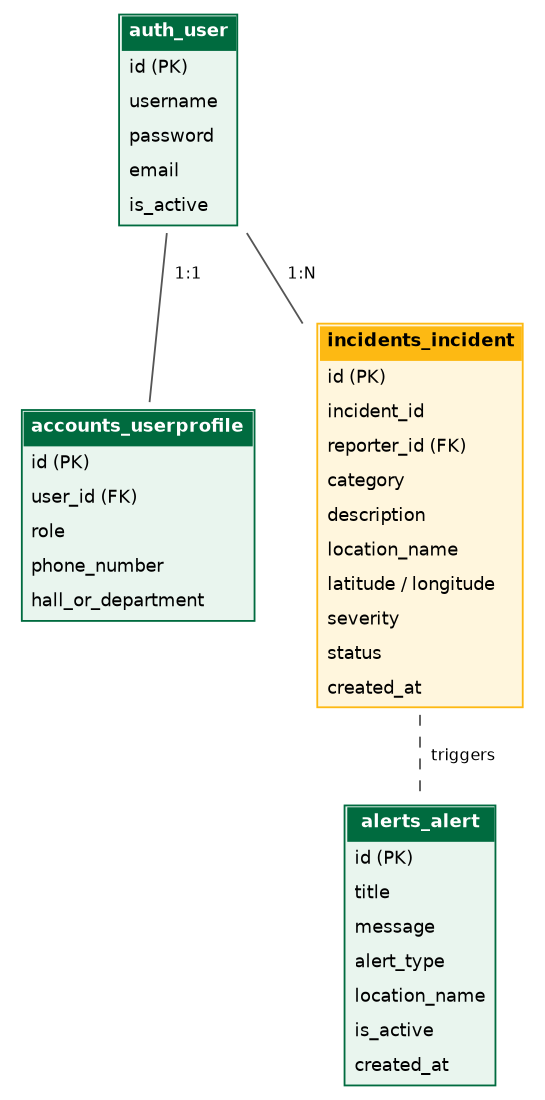 auth_user
id (PK)
username
password
email
is_active
1:1
1:N
accounts_userprofile
id (PK)
user_id (FK)
role
phone_number
hall_or_department
incidents_incident
id (PK)
incident_id
reporter_id (FK)
category
description
location_name
latitude / longitude
severity
status
created_at
triggers
alerts_alert
id (PK)
title
message
alert_type
location_name
is_active
created_at